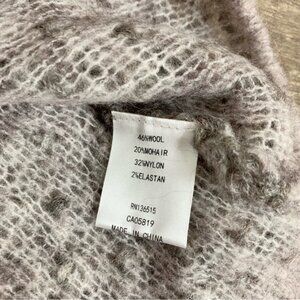 46%WOOL
20%MOHAIR
32%NYLON
2%ELASTAN
RN136515
CA05819
MADE IN CHINA